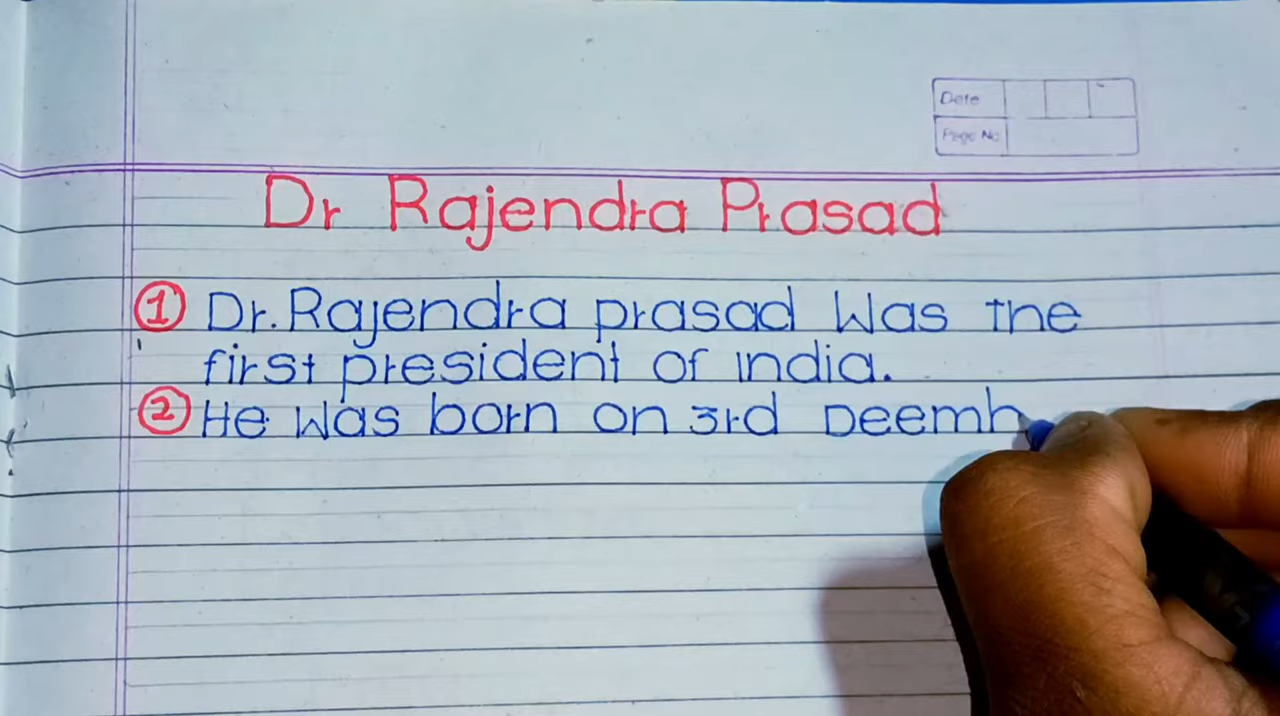 Date
Page No
Dr Rajendra Prasad
① Dr. Rajendra prasad Was the
first president of india.
② He Was born on 3rd Deemb